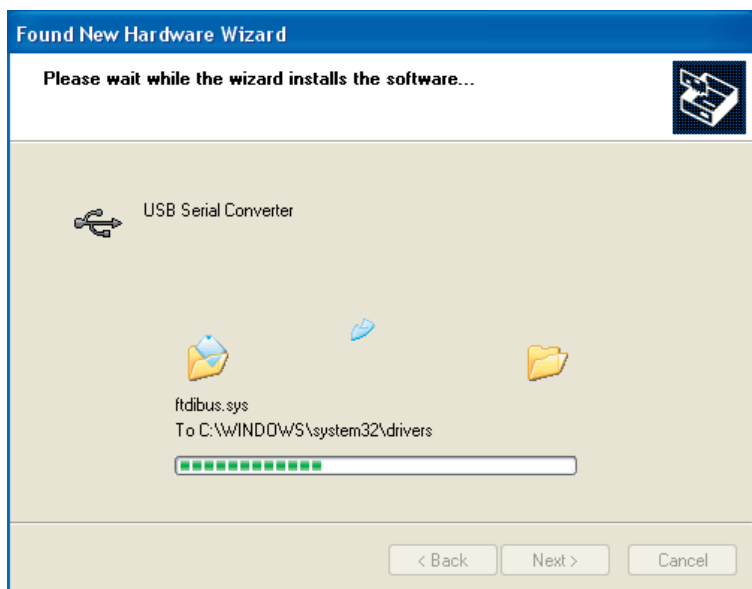 Found New Hardware Wizard
Please wait while the wizard installs the software...
USB Serial Converter
ftdibus.sys
To C:\WINDOWS\system32\drivers
< Back Next > Cancel